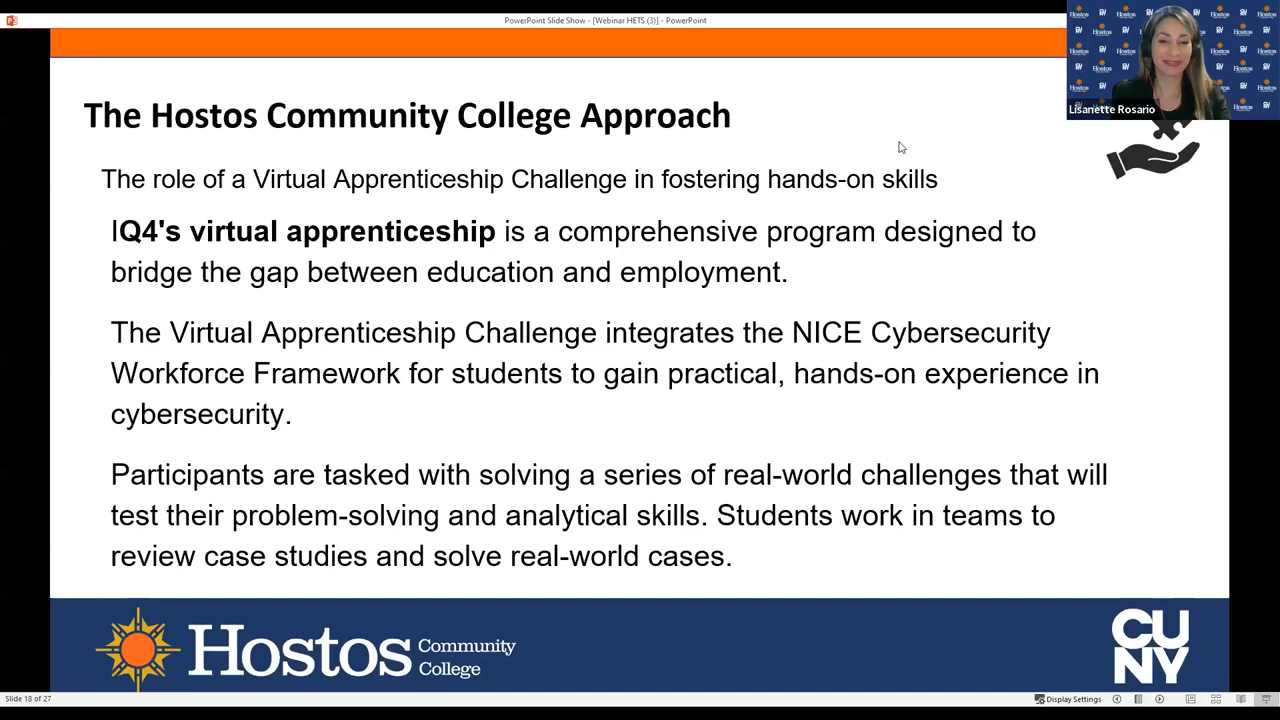 PowerPoint Slide Show - [Webinar HETS (3)] - PowerPoint
Lisanette Rosario
The Hostos Community College Approach
The role of a Virtual Apprenticeship Challenge in fostering hands-on skills
IQ4's virtual apprenticeship is a comprehensive program designed to
bridge the gap between education and employment.
The Virtual Apprenticeship Challenge integrates the NICE Cybersecurity
Workforce Framework for students to gain practical, hands-on experience in
cybersecurity.
Participants are tasked with solving a series of real-world challenges that will
test their problem-solving and analytical skills. Students work in teams to
review case studies and solve real-world cases.
Hostos Community
College
CU
NY
Slide 18 of 27
Display Settings